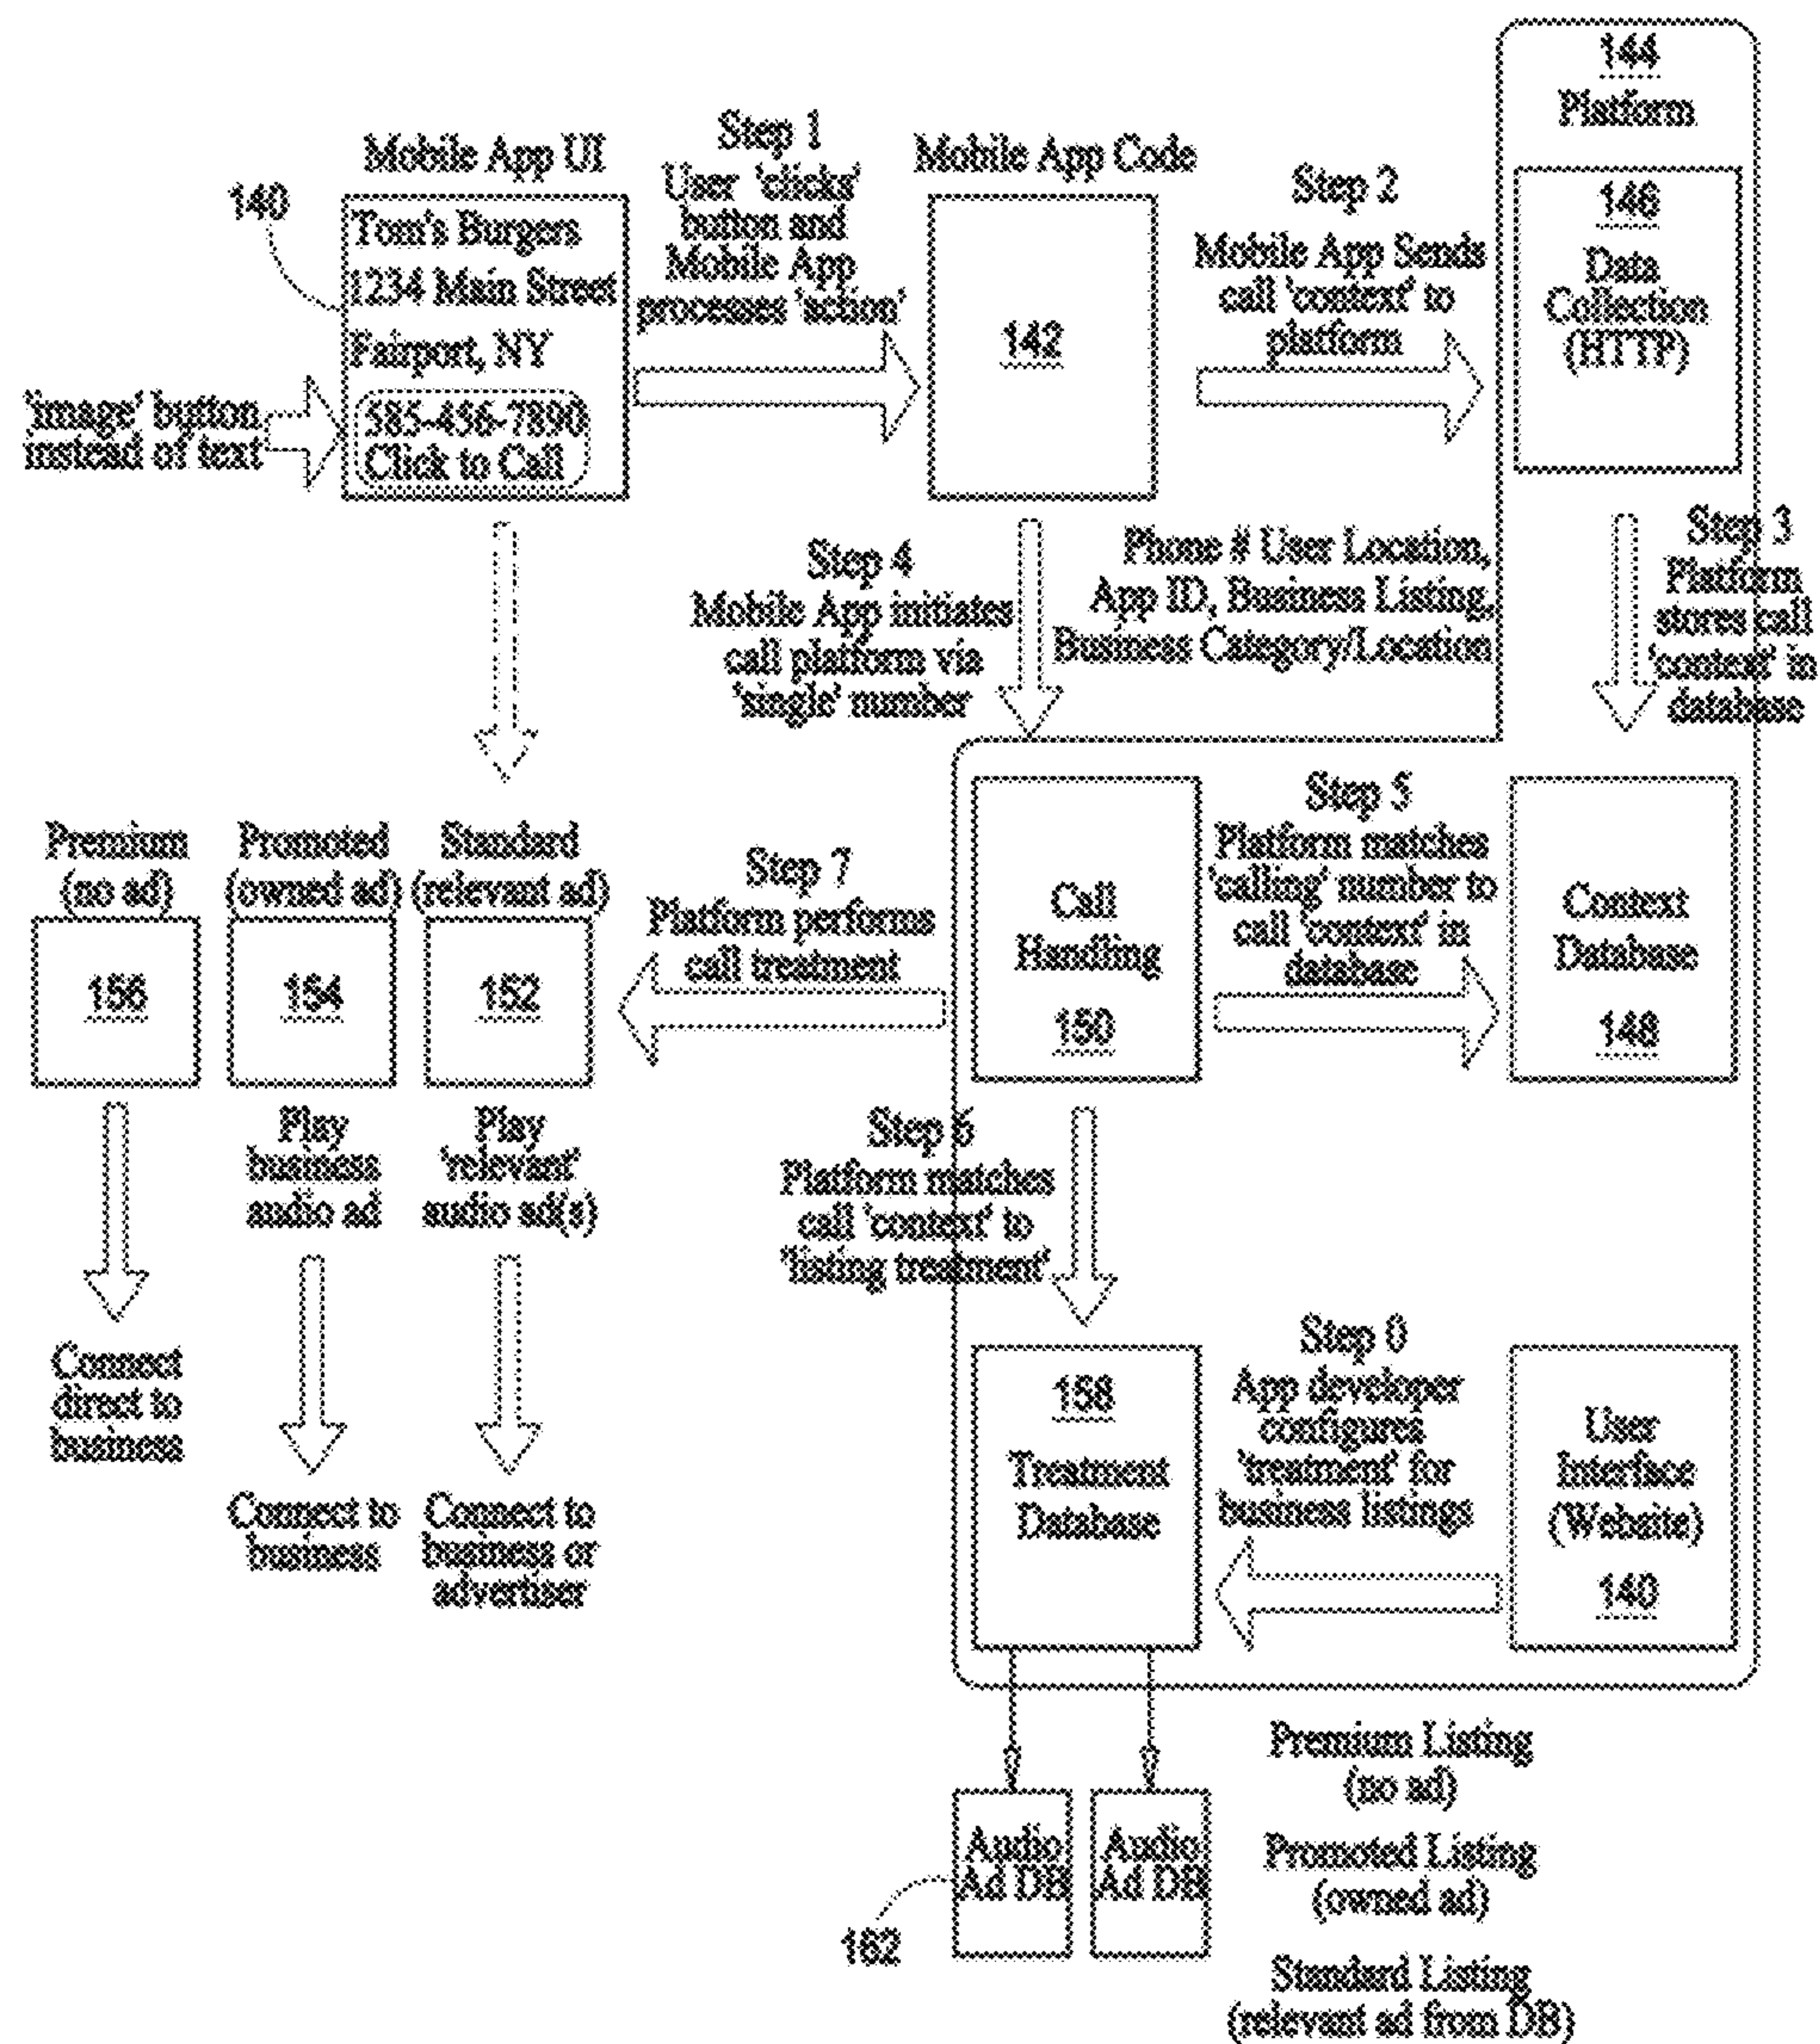 144
Platform
146
Data
Collection
(HTTP)
Mobile App UI
140
Tom's Burgers
1234 Main Street
Fairport, NY
585-456-7890
Click to Call
'image' button
instead of text
Step 1
User 'clicks'
button and
Mobile App
processes 'action'
Mobile App Code
142
Step 2
Mobile App Sends
call 'context' to
platform
Step 3
Platform
stores call
'context' in
database
Step 4
Mobile App initiates
call platform via
'single' number
Phone # User Location,
App ID, Business Listing,
Business Category/Location
Premium
(no ad)
156
Promoted
(owned ad)
154
Standard
(relevant ad)
152
Step 7
Platform performs
call treatment
Call
Handling
150
Step 5
Platform matches
'calling' number to
call 'context' in
database
Context
Database
148
Play
business
audio ad
Play
'relevant'
audio ad(s)
Step 6
Platform matches
call 'context' to
'listing treatment'
Connect
direct to
business
Connect to
business
Connect to
business or
advertiser
158
Treatment
Database
Step 0
App developer
configures
'treatment' for
business listings
User
Interface
(Website)
140
Audio
Ad DB
Audio
Ad DB
162
Premium Listing
(no ad)
Promoted Listing
(owned ad)
Standard Listing
(relevant ad from DB)